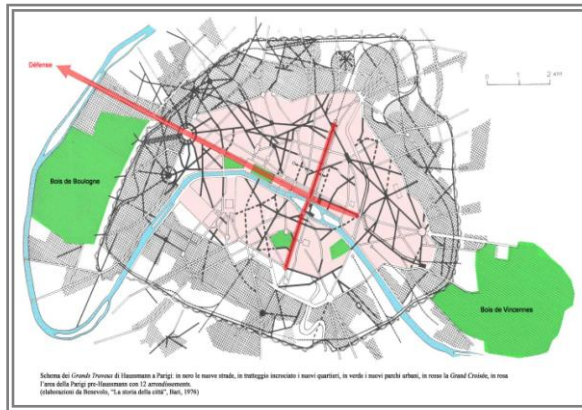 Défense
0 1 2 KM
Bois de Boulogne
Bois de Vincennes
Schema dei Grands Travaux di Haussmann a Parigi: in nero le nuove strade, in tratteggio incrociato i nuovi quartieri, in verde i nuovi parchi urbani, in rosso la Grand Croisée, in rosa
l'area della Parigi pre-Haussmann con 12 arrondissements.
(elaborazioni da Benevolo, "La storia della città", Bari, 1976)